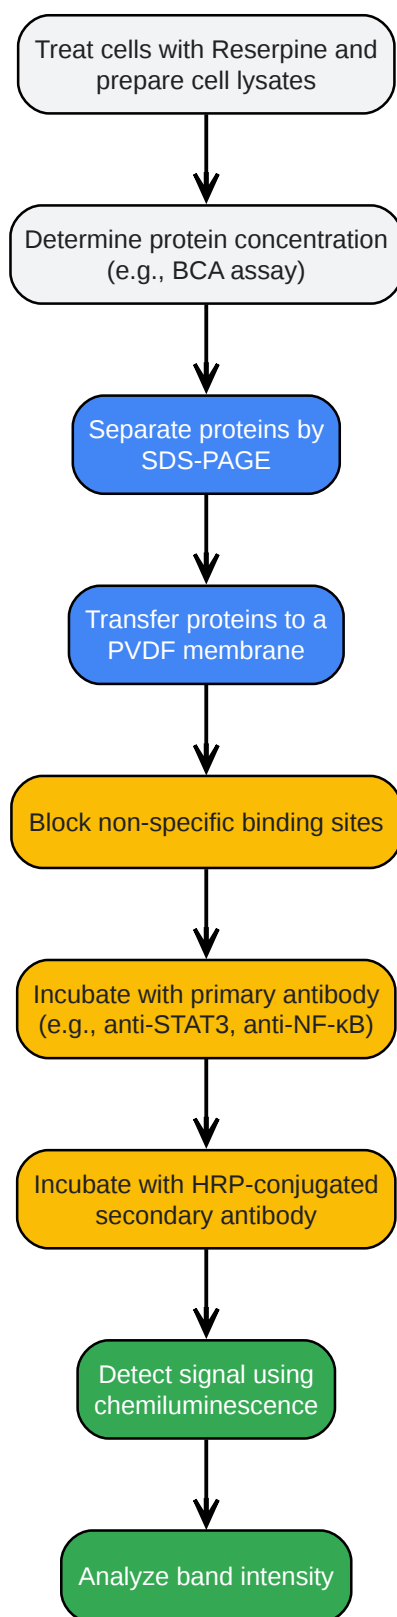 Treat cells with Reserpine and
prepare cell lysates
Determine protein concentration
(e.g., BCA assay)
Separate proteins by
SDS-PAGE
Transfer proteins to a
PVDF membrane
Block non-specific binding sites
Incubate with primary antibody
(e.g., anti-STAT3, anti-NF-κB)
Incubate with HRP-conjugated
secondary antibody
Detect signal using
chemiluminescence
Analyze band intensity